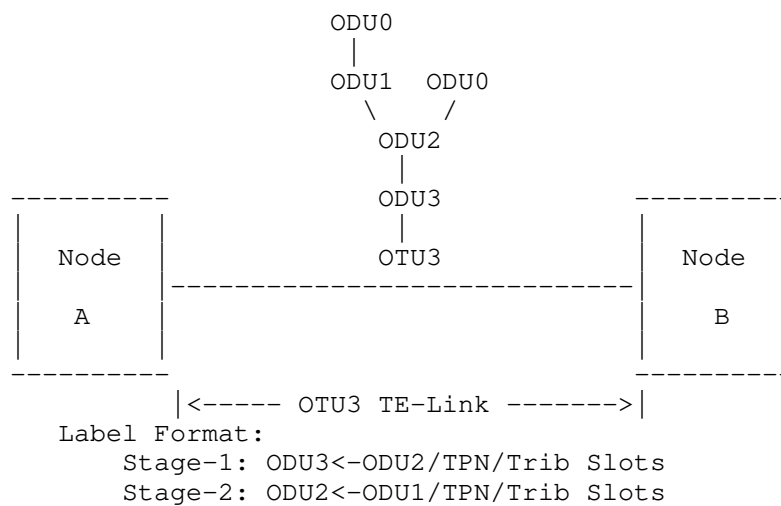 ODU0
ODU1 ODU0
ODU2
ODU3
Node OTU3 Node
A B
|<----- OTU3 TE-Link ------->|
Label Format:
Stage-1: ODU3<-ODU2/TPN/Trib Slots
Stage-2: ODU2<-ODU1/TPN/Trib Slots